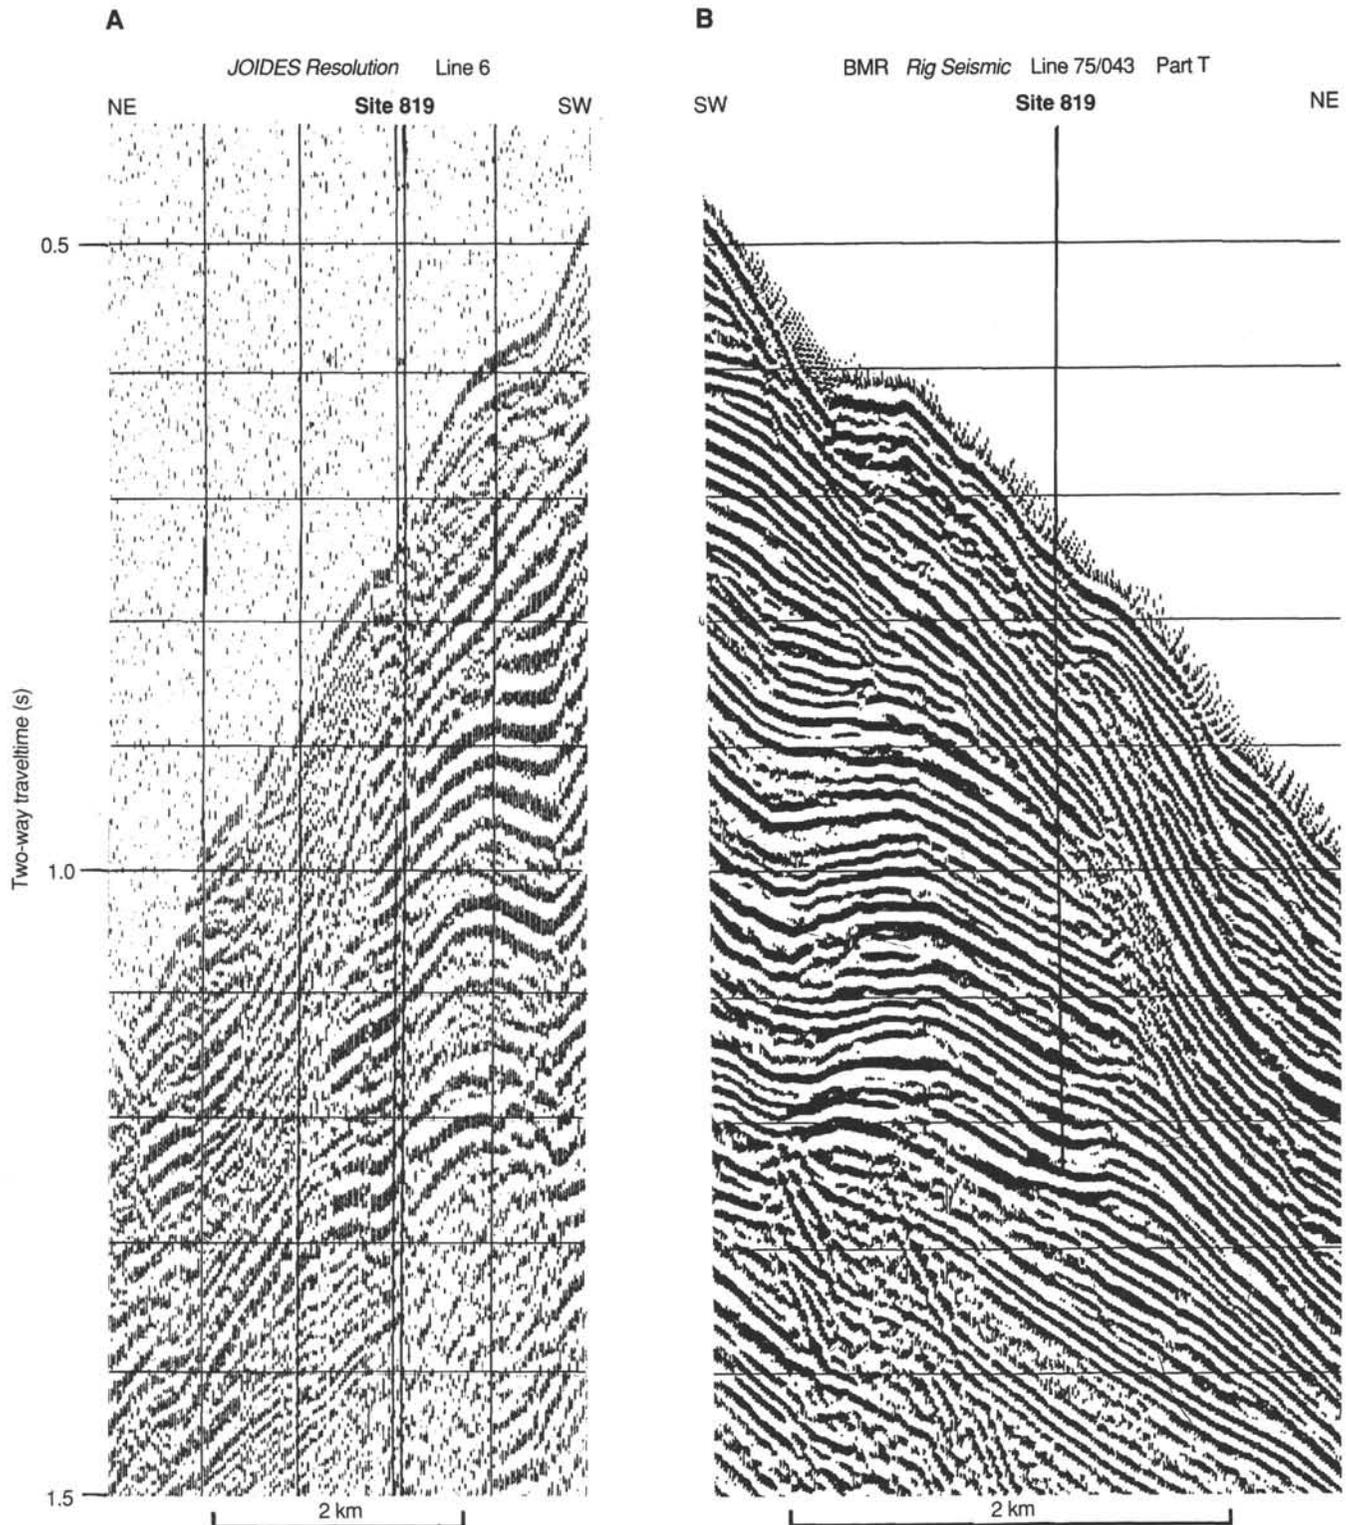 A
B
JOIDES Resolution Line 6
BMR Rig Seismic Line 75/043 Part T
NE Site 819 SW
SW Site 819 NE
0.5
Two-way traveltime (s)
1.0
1.5
2 km
2 km